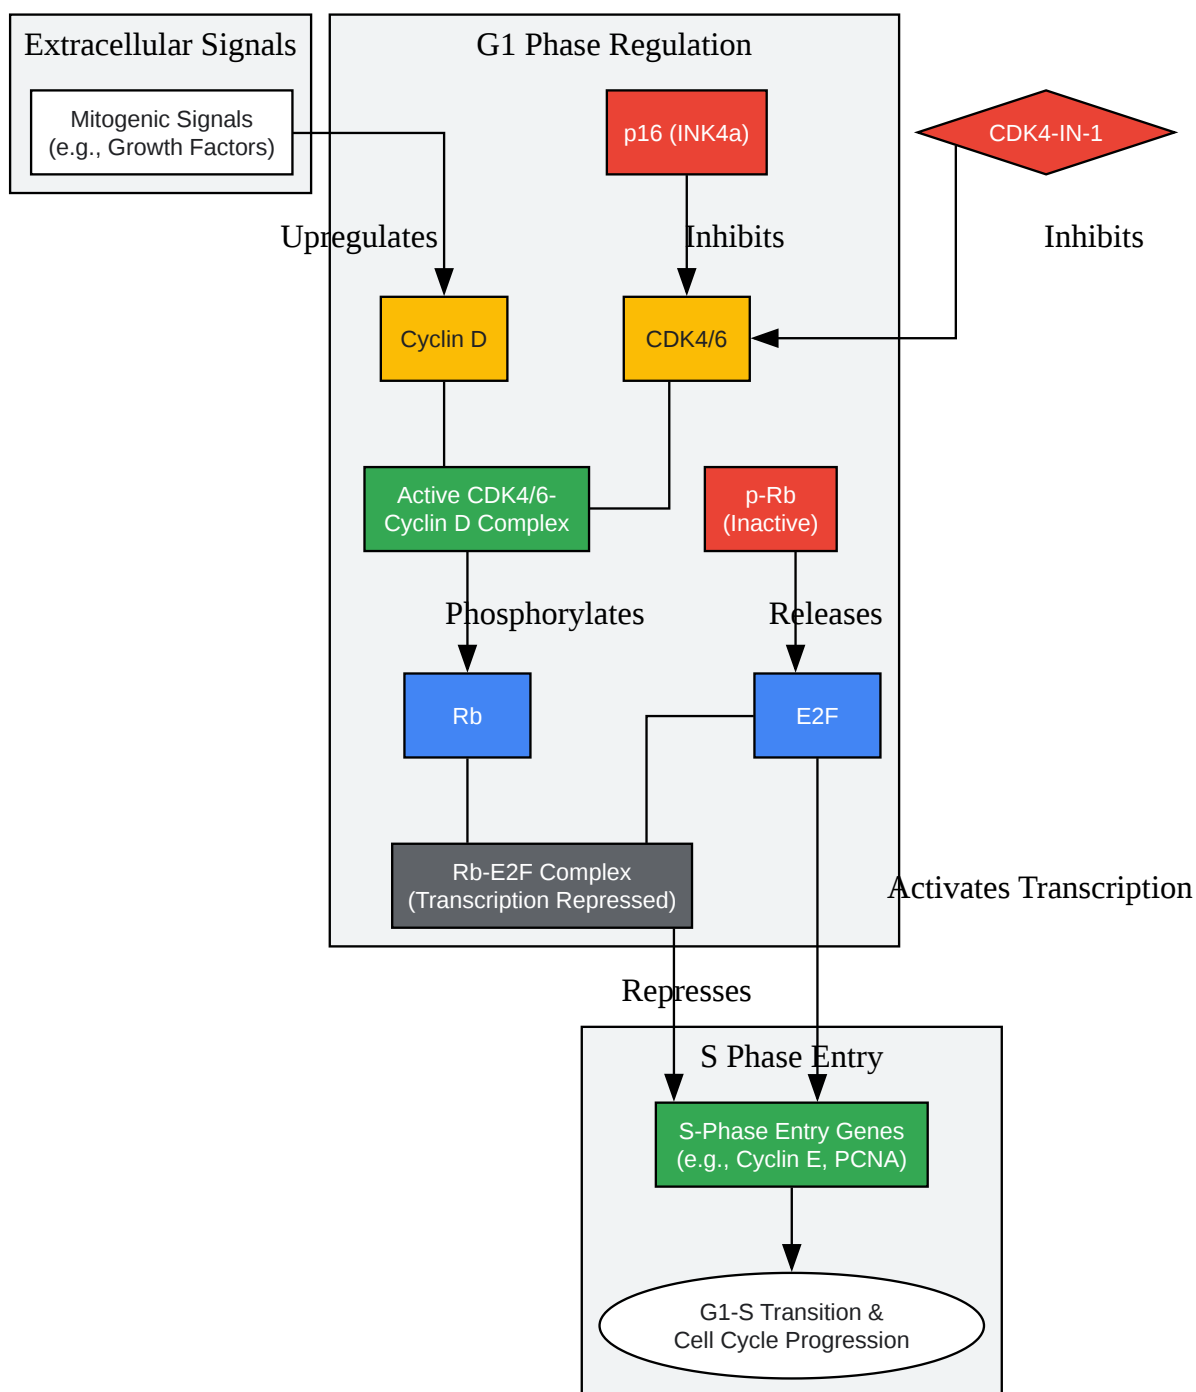 Extracellular Signals
G1 Phase Regulation
Mitogenic Signals
(e.g., Growth Factors)
p16 (INK4a)
CDK4-IN-1
Upregulates
Inhibits
Inhibits
Cyclin D
CDK4/6
Active CDK4/6-
Cyclin D Complex
p-Rb
(Inactive)
Phosphorylates
Releases
Rb
E2F
Rb-E2F Complex
(Transcription Repressed)
Activates Transcription
Represses
S Phase Entry
S-Phase Entry Genes
(e.g., Cyclin E, PCNA)
G1-S Transition &
Cell Cycle Progression